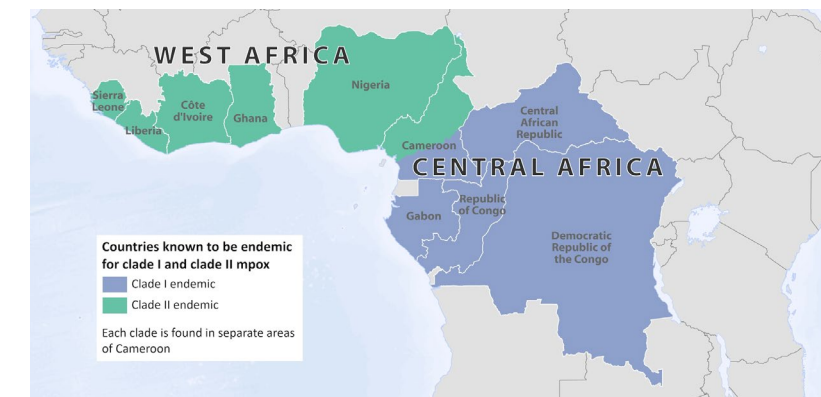 WEST AFRICA
Nigeria
Sierra
Leone
Côte
d'Ivoire
Ghana
Liberia
Central
African
Republic
Cameroon
CENTRAL AFRICA
Republic
of Congo
Gabon
Democratic
Republic of
the Congo
Countries known to be endemic
for clade I and clade II mpox
Clade I endemic
Clade II endemic
Each clade is found in separate areas
of Cameroon